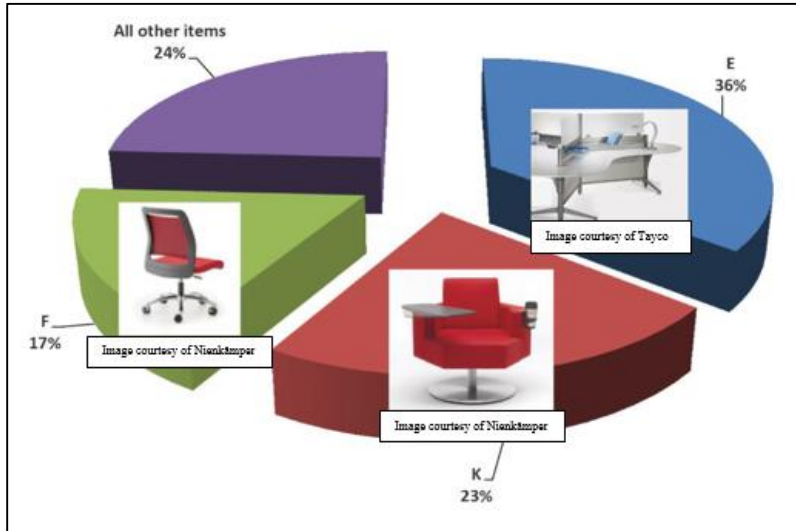 All other items
24%
E
36%
Image courtesy of Tayco
F
17%
Image courtesy of Nienkämper
Image courtesy of Nienkämper
K
23%